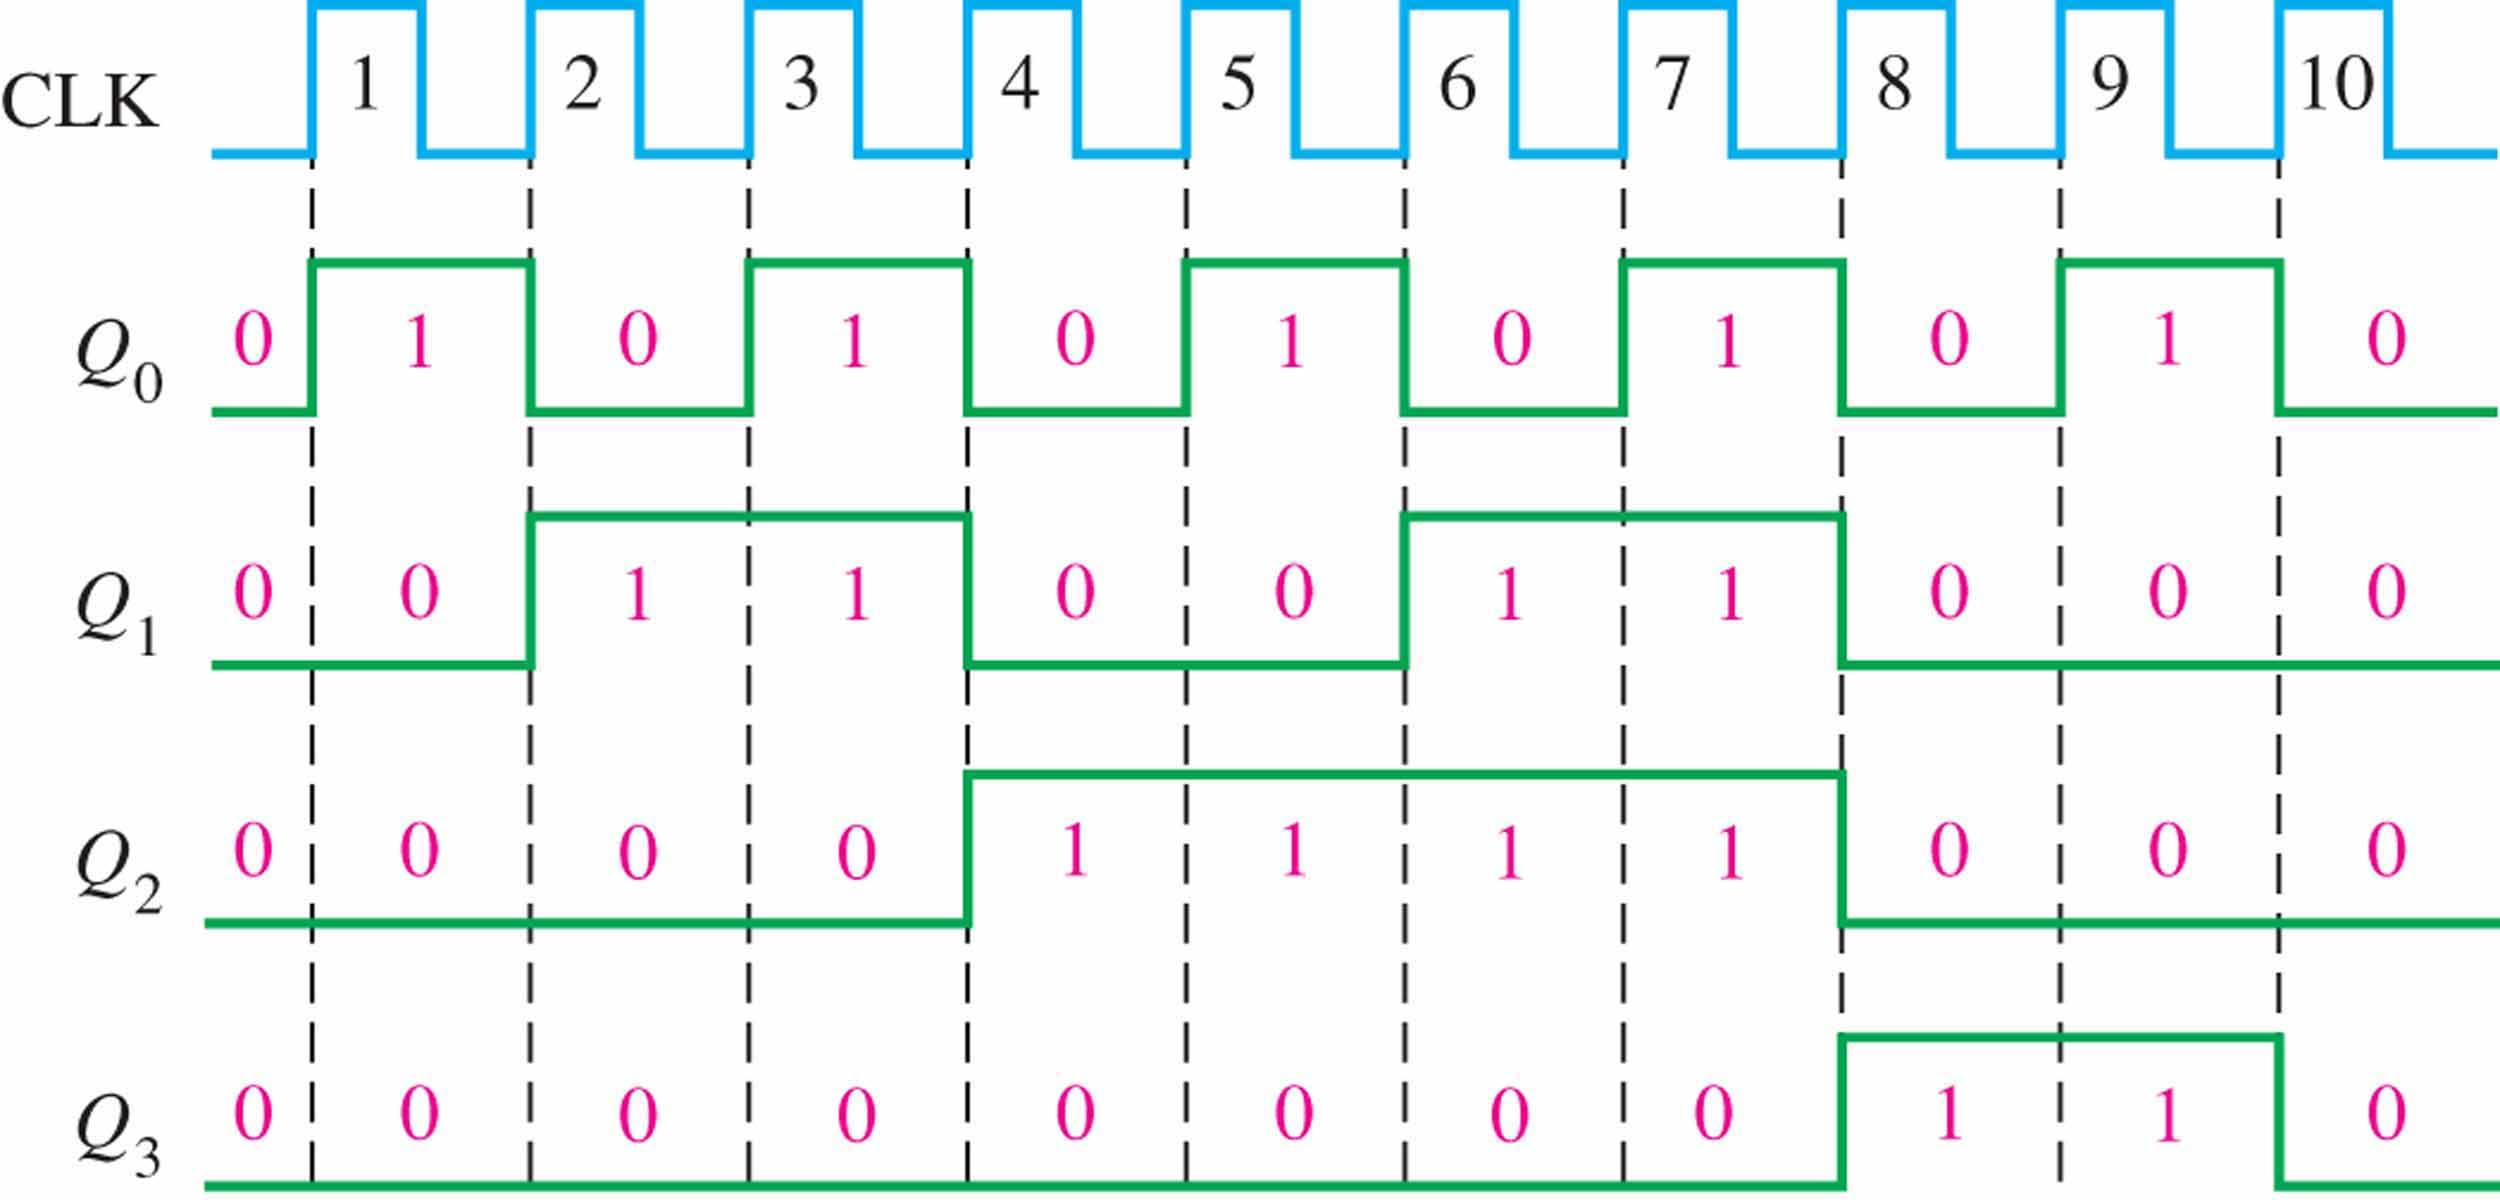 CLK 1 2 3 4 5 6 7 8 9 10
Q0 0 1 0 1 0 1 0 1 0 1 0
Q1 0 0 1 1 0 0 1 1 0 0 0
Q2 0 0 0 0 1 1 1 1 0 0 0
Q3 0 0 0 0 0 0 0 0 1 1 0